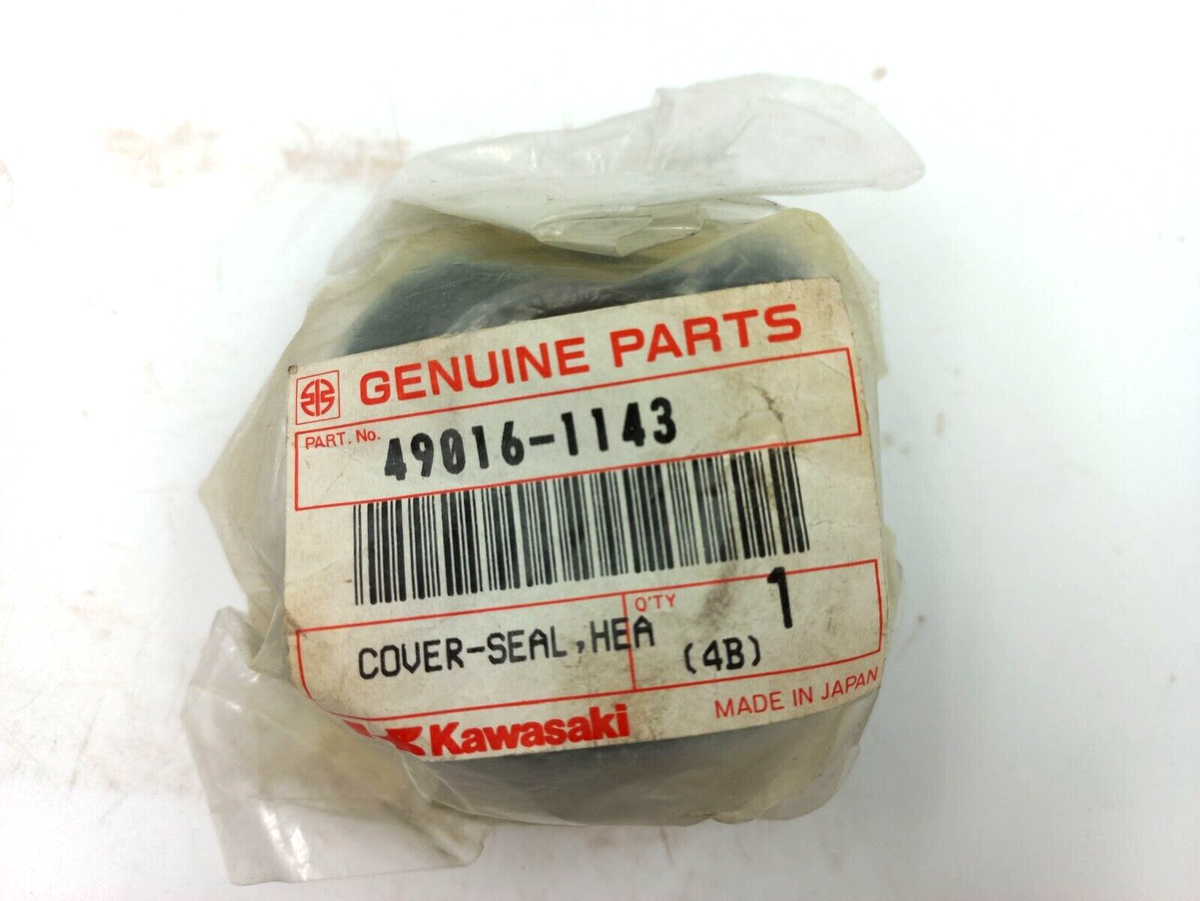 GENUINE PARTS
PART. No. 49016-1143
COVER-SEAL,HEA
Q'TY 1
(4B)
Kawasaki
MADE IN JAPAN